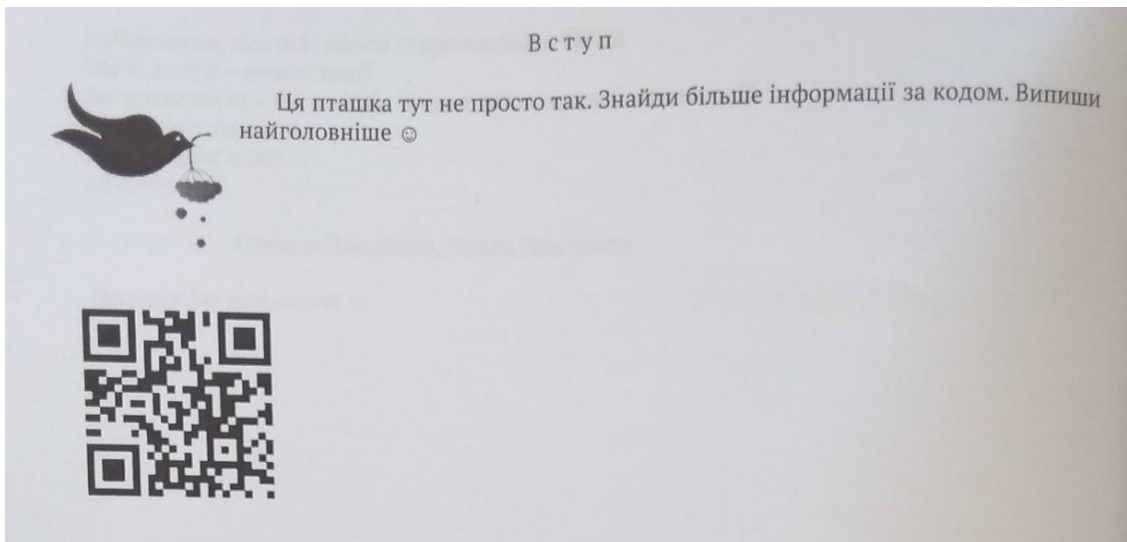 Вступ
Ця пташка тут не просто так. Знайди більше інформації за кодом. Випиши
найголовніше ☺